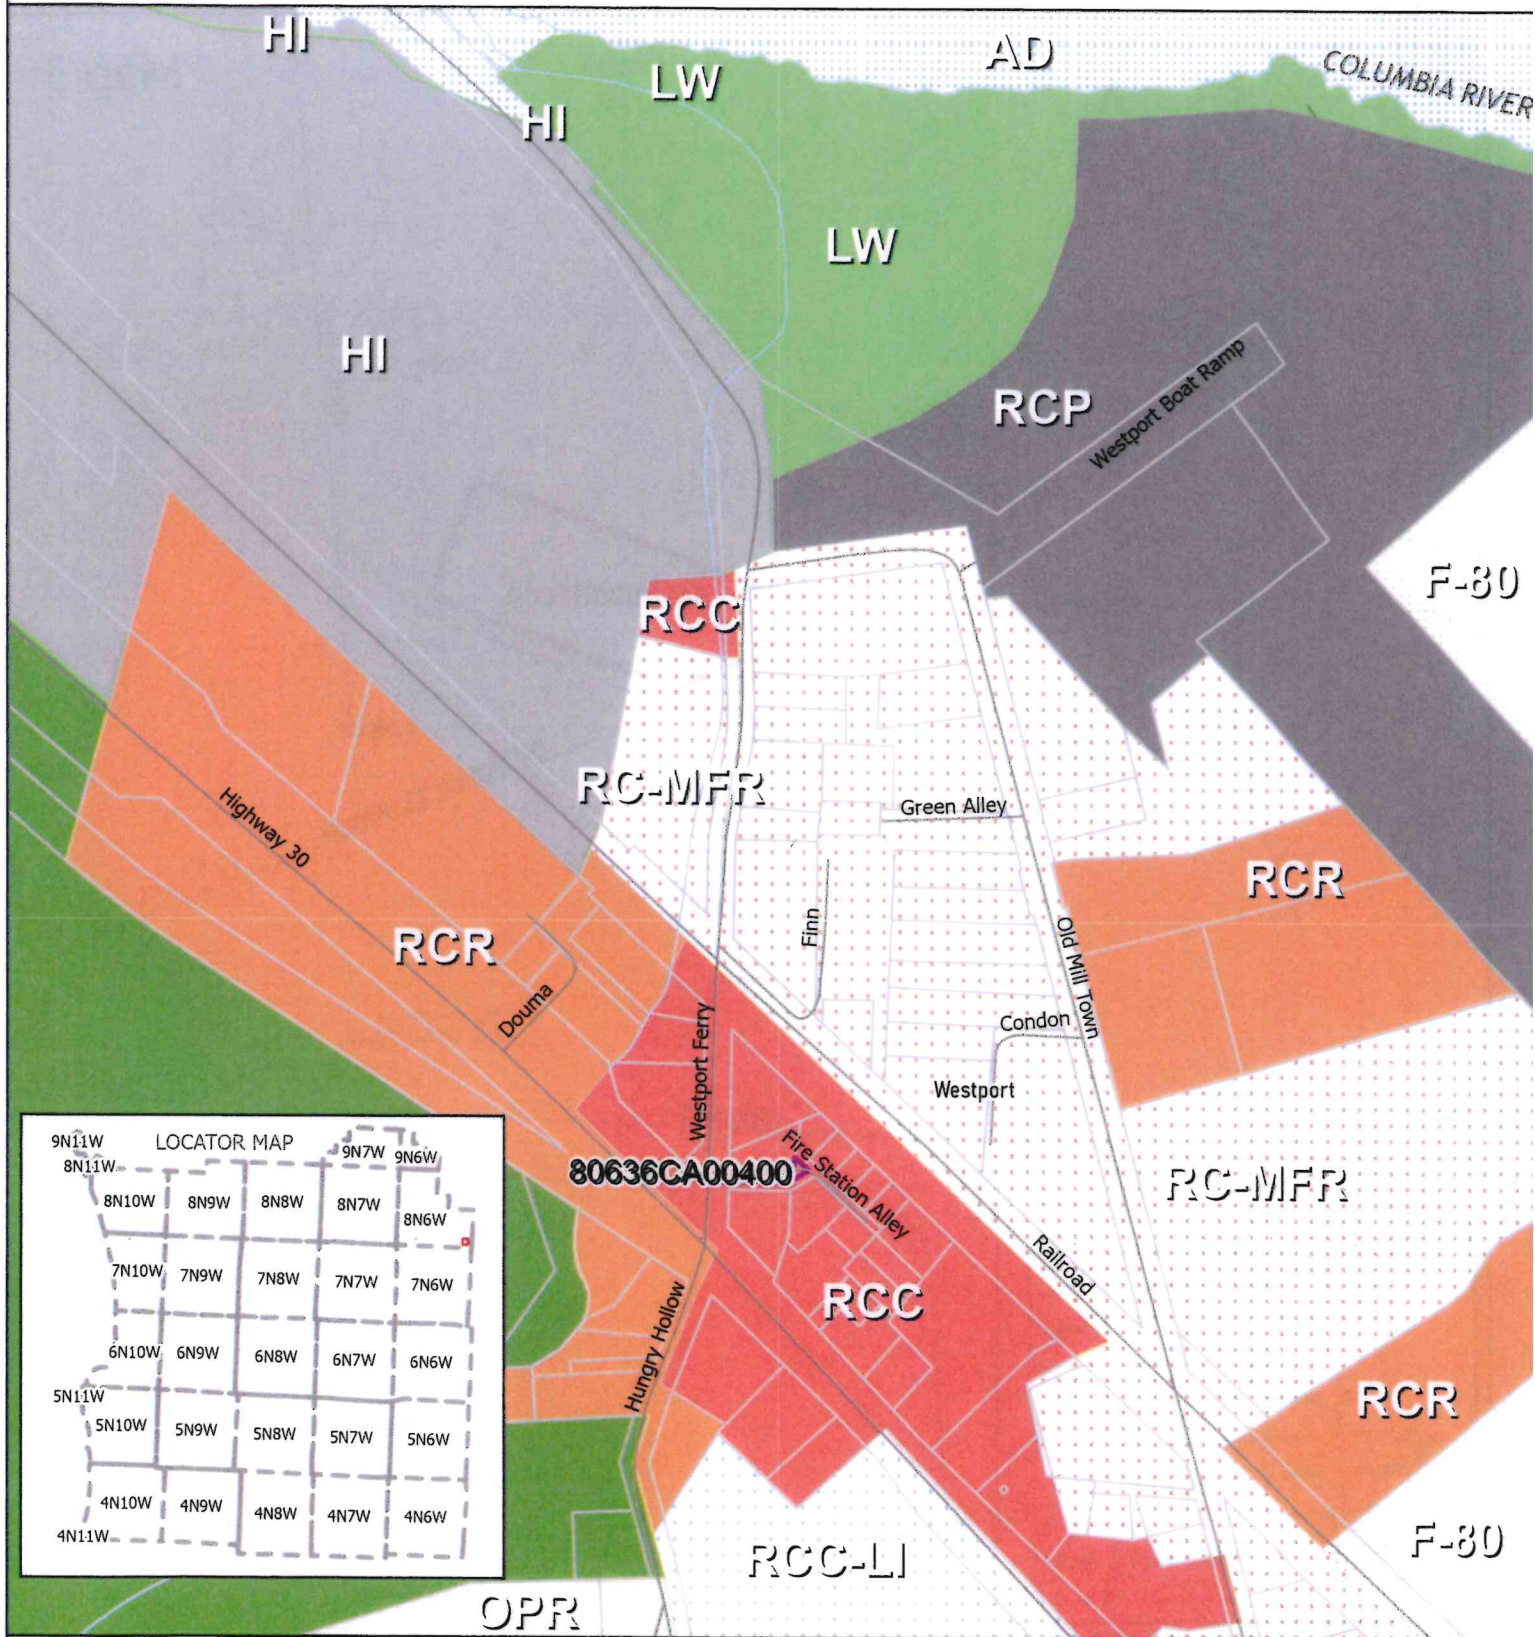 HI
AD
COLUMBIA RIVER
LW
HI
LW
HI
RCP
Westport Boat Ramp
F-80
RCC
RC-MFR
Highway 30
Green Alley
RCR
RCR
Finn
Old Mill Town
Douma
Westport Ferry
Condon
Westport
Fire Station Alley
80636CA00400
RC-MFR
Railroad
RCC
Hungry Hollow
RCR
F-80
RCC-LI
OPR
LOCATOR MAP
9N11W
9N7W
9N6W
8N11W
8N10W
8N9W
8N8W
8N7W
8N6W
7N10W
7N9W
7N8W
7N7W
7N6W
6N10W
6N9W
6N8W
6N7W
6N6W
5N11W
5N10W
5N9W
5N8W
5N7W
5N6W
4N10W
4N9W
4N8W
4N7W
4N6W
4N11W